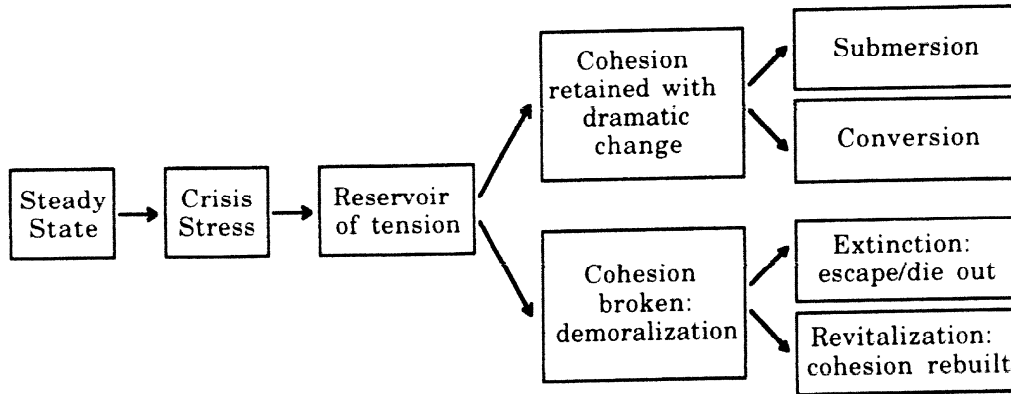 Steady
State
Crisis
Stress
Reservoir
of tension
Cohesion
retained with
dramatic
change
Submersion
Conversion
Cohesion
broken:
demoralization
Extinction:
escape/die out
Revitalization:
cohesion rebuilt